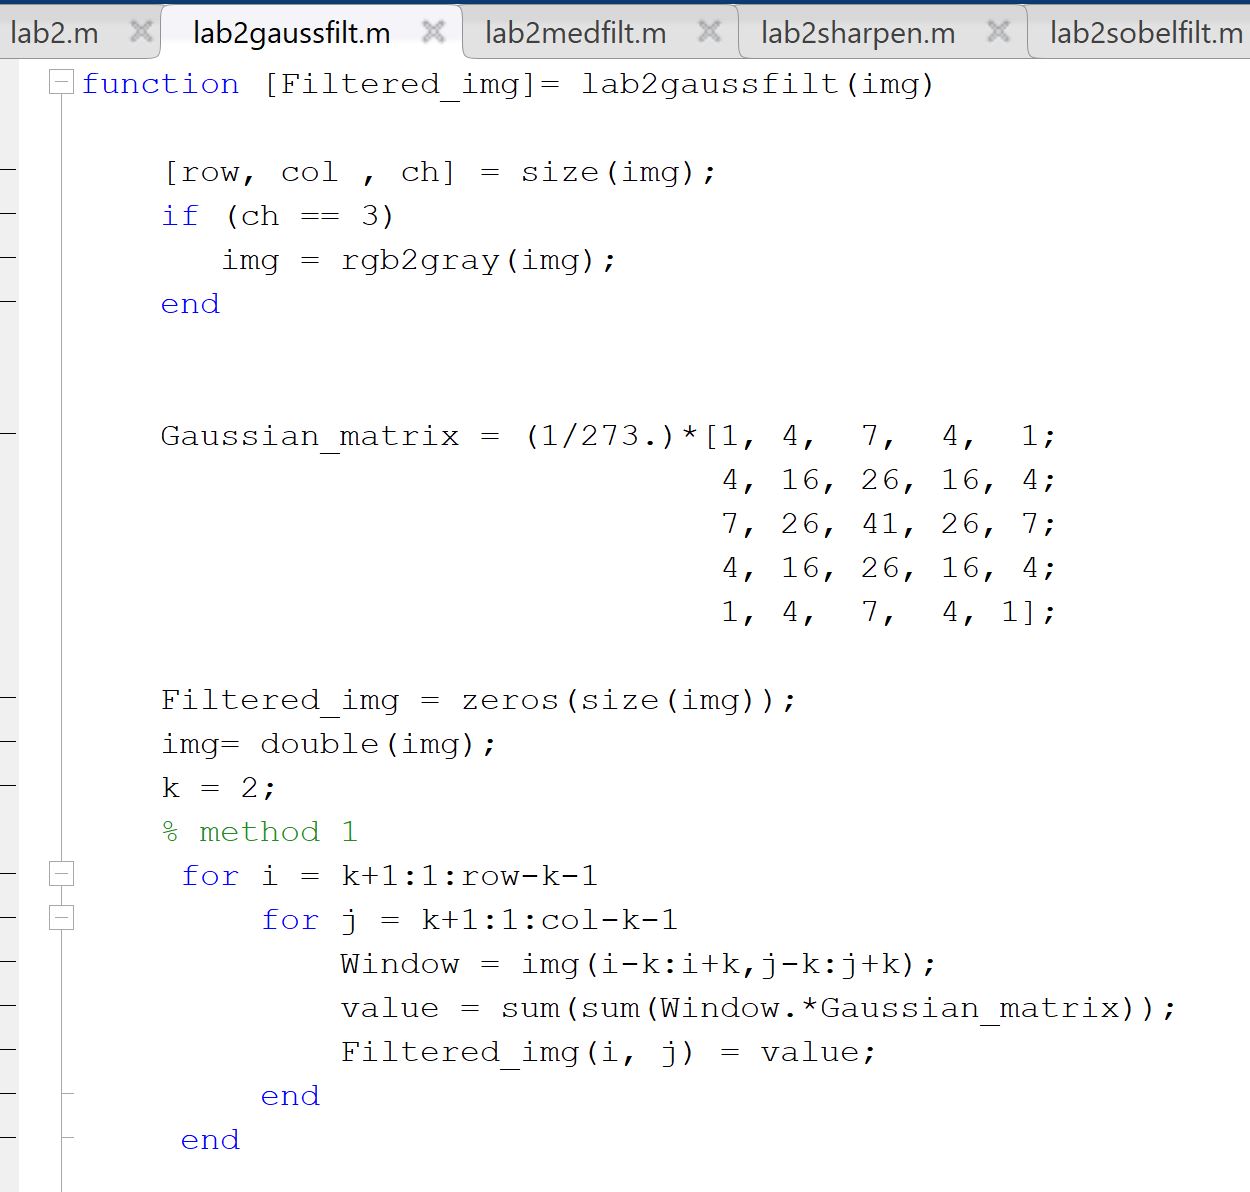 lab2.m lab2gaussfilt.m lab2medfilt.m lab2sharpen.m lab2sobelfilt.m
function [Filtered_img]= lab2gaussfilt(img)
[row, col , ch] = size(img);
if (ch == 3)
img = rgb2gray(img);
end
Gaussian_matrix = (1/273.)*[1, 4, 7, 4, 1;
4, 16, 26, 16, 4;
7, 26, 41, 26, 7;
4, 16, 26, 16, 4;
1, 4, 7, 4, 1];
Filtered_img = zeros(size(img));
img= double(img);
k = 2;
% method 1
for i = k+1:1:row-k-1
for j = k+1:1:col-k-1
Window = img(i-k:i+k,j-k:j+k);
value = sum(sum(Window.*Gaussian_matrix));
Filtered_img(i, j) = value;
end
end